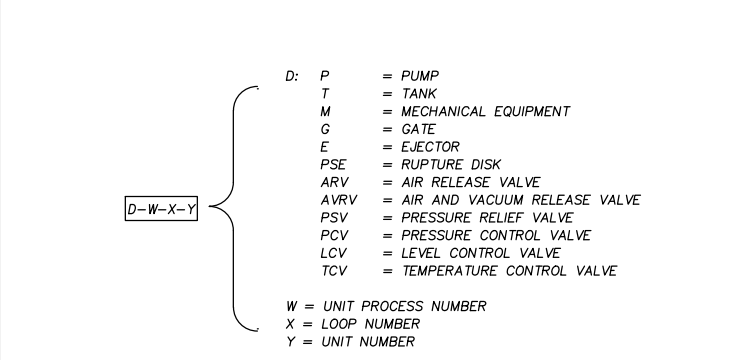 D: P = PUMP
T = TANK
M = MECHANICAL EQUIPMENT
G = GATE
E = EJECTOR
PSE = RUPTURE DISK
ARV = AIR RELEASE VALVE
AVRV = AIR AND VACUUM RELEASE VALVE
D-W-X-Y
PSV = PRESSURE RELIEF VALVE
PCV = PRESSURE CONTROL VALVE
LCV = LEVEL CONTROL VALVE
TCV = TEMPERATURE CONTROL VALVE
W = UNIT PROCESS NUMBER
X = LOOP NUMBER
Y = UNIT NUMBER